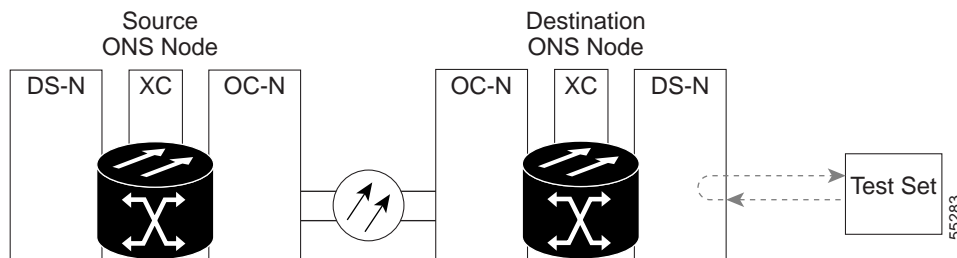 Source
ONS Node
Destination
ONS Node
DS-N
XC
OC-N
OC-N
XC
DS-N
Test Set
55283